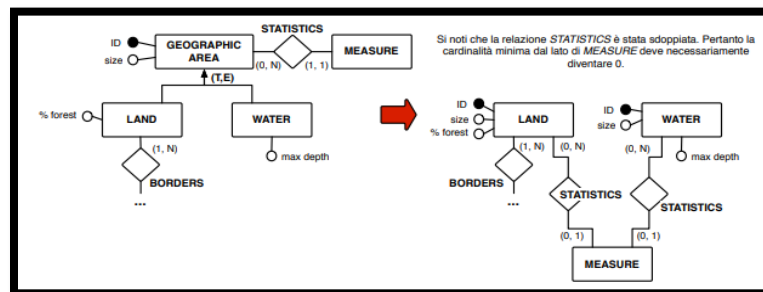 STATISTICS
ID
size
GEOGRAPHIC
AREA
MEASURE
(0, N)
(1, 1)
(T,E)
% forest
LAND
WATER
(1, N)
max depth
BORDERS
...
Si noti che la relazione STATISTICS è stata sdoppiata. Pertanto la
cardinalità minima dal lato di MEASURE deve necessariamente
diventare 0.
ID
size
% forest
LAND
ID
size
WATER
(1, N)
(0, N)
(0, N)
max depth
BORDERS
...
STATISTICS
STATISTICS
(0, 1)
(0, 1)
MEASURE